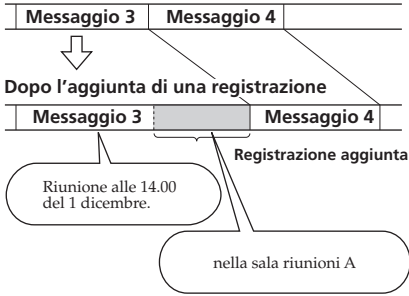 Messaggio 3 Messaggio 4
Dopo l'aggiunta di una registrazione
Messaggio 3 Messaggio 4
Registrazione aggiunta
Riunione alle 14.00
del 1 dicembre.
nella sala riunioni A